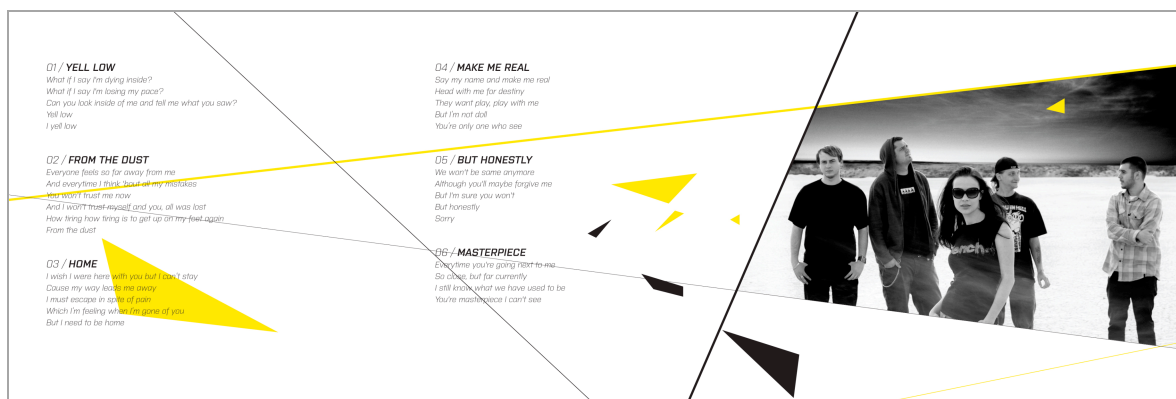 01 / YELL LOW
What if I say I'm dying inside?
What if I say I'm losing my pace?
Can you look inside of me and tell me what you saw?
Yell low
I yell low
02 / FROM THE DUST
Everyone feels so far away from me
And everytime I think 'bout all my mistakes
You won't trust me now
And I won't trust myself and you, all was lost
How tiring how tiring is to get up on my feet again
From the dust
03 / HOME
I wish I were here with you but I can't stay
Cause my way leads me away
I must escape in spite of pain
Which I'm feeling when I'm gone of you
But I need to be home
04 / MAKE ME REAL
Say my name and make me real
Head with me for destiny
They want play, play with me
But I'm not doll
You're only one who see
05 / BUT HONESTLY
We won't be same anymore
Although you'll maybe forgive me
But I'm sure you won't
But honestly
Sorry
06 / MASTERPIECE
Everytime you're going next to me
So close, but far currently
I still know what we have used to be
You're masterpiece I can't see